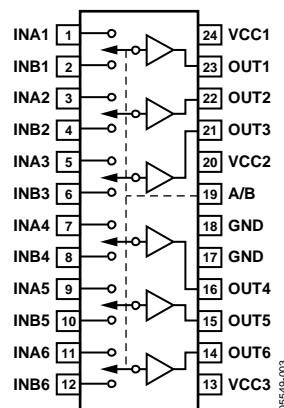 INA1 1 24 VCC1
INB1 2 23 OUT1
INA2 3 22 OUT2
INB2 4 21 OUT3
INA3 5 20 VCC2
INB3 6 19 A/B
INA4 7 18 GND
INB4 8 17 GND
INA5 9 16 OUT4
INB5 10 15 OUT5
INA6 11 14 OUT6
INB6 12 13 VCC3
05549-003